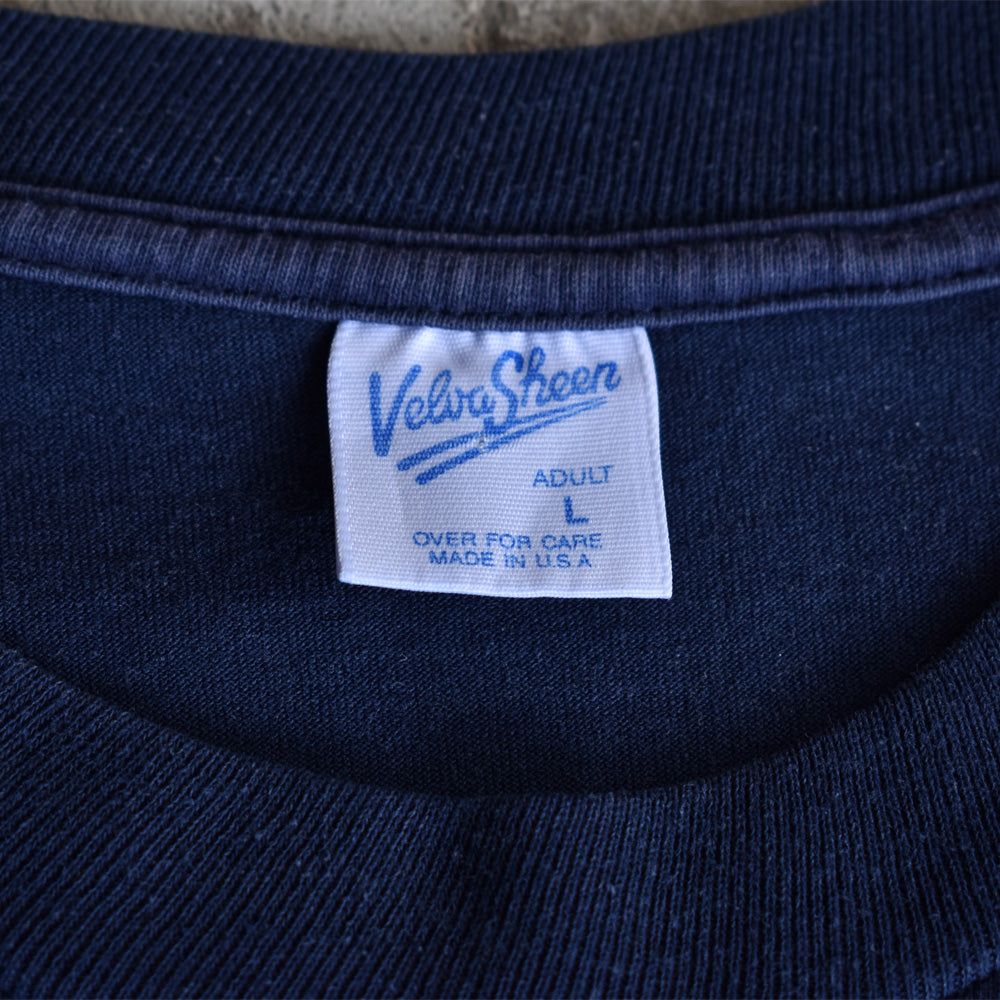 Velva Sheen
ADULT
L
OVER FOR CARE
MADE IN U.S.A